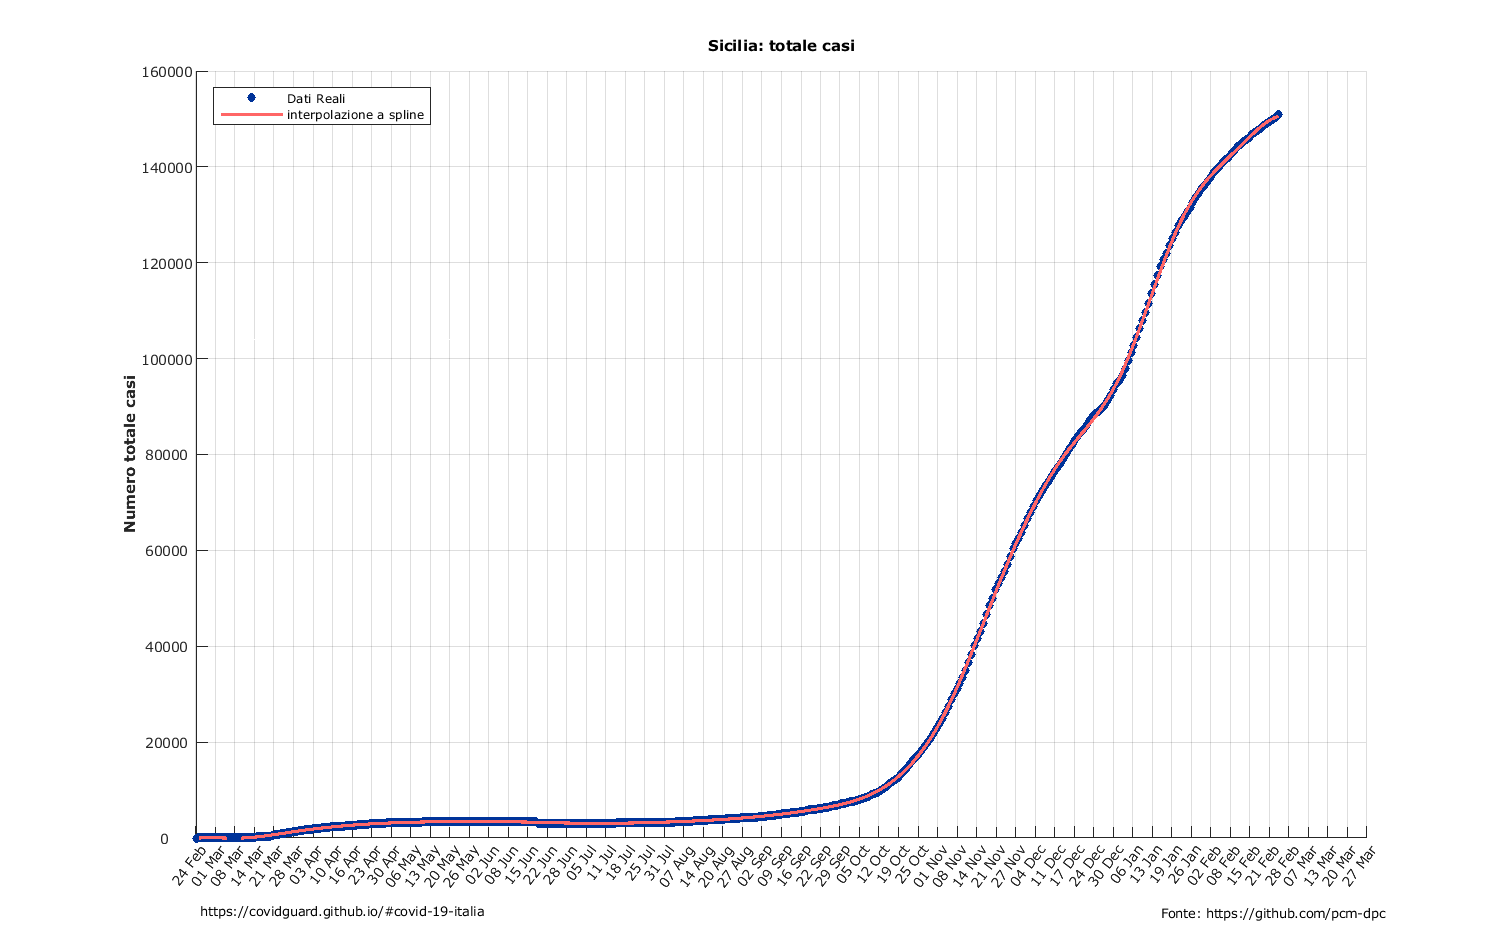 Sicilia: totale casi
160000
140000
120000
100000
80000
60000
40000
20000
0
Numero totale casi
Dati Reali
interpolazione a spline
24 Feb
01 Mar
08 Mar
14 Mar
21 Mar
28 Mar
03 Apr
10 Apr
16 Apr
23 Apr
30 Apr
06 May
13 May
20 May
26 May
02 Jun
08 Jun
15 Jun
22 Jun
28 Jun
05 Jul
11 Jul
18 Jul
25 Jul
31 Jul
07 Aug
14 Aug
20 Aug
27 Aug
02 Sep
09 Sep
16 Sep
22 Sep
29 Sep
05 Oct
12 Oct
19 Oct
25 Oct
01 Nov
08 Nov
14 Nov
21 Nov
27 Nov
04 Dec
11 Dec
17 Dec
24 Dec
30 Dec
06 Jan
13 Jan
19 Jan
26 Jan
02 Feb
08 Feb
15 Feb
21 Feb
28 Feb
07 Mar
13 Mar
20 Mar
27 Mar
https://covidguard.github.io/#covid-19-italia
Fonte: https://github.com/pcm-dpc